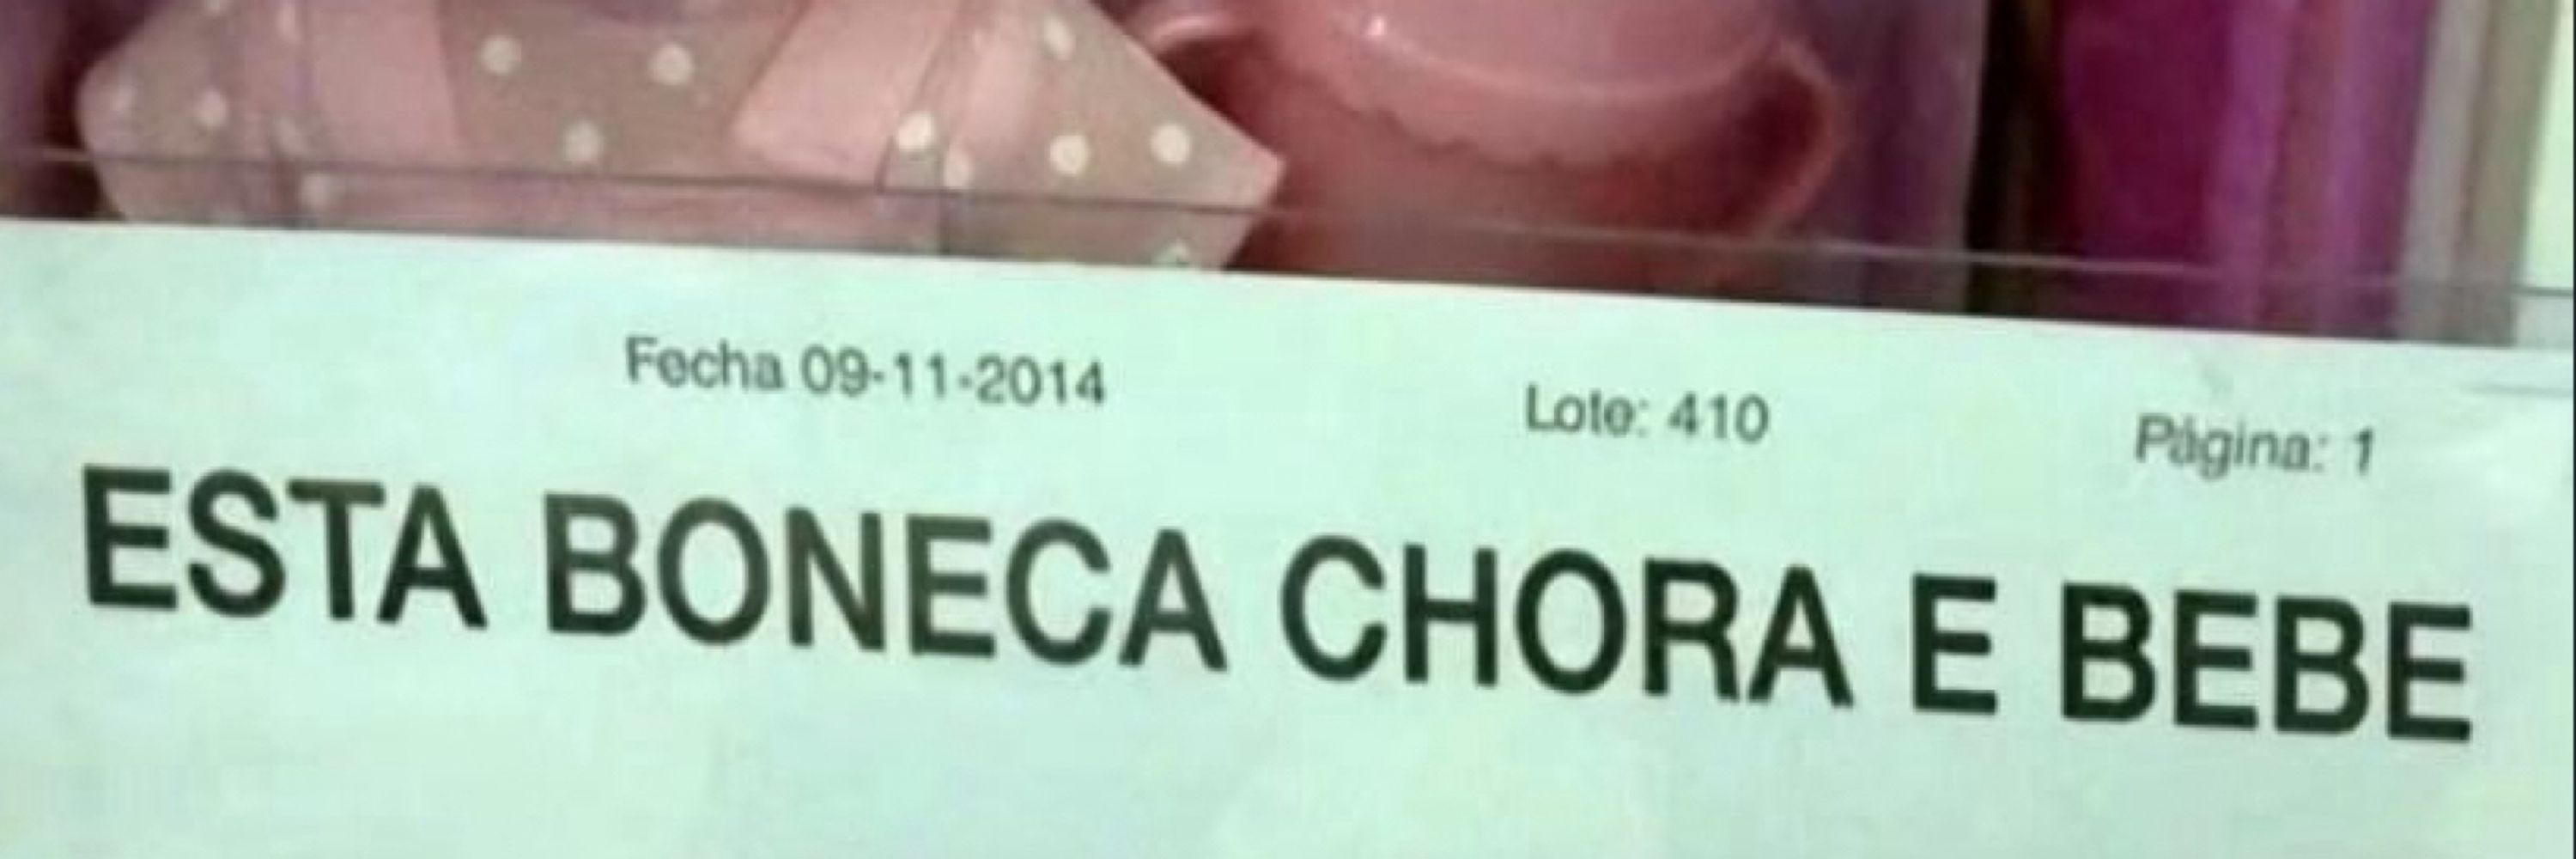 Fecha 09-11-2014 Lote: 410 Página: 1
ESTA BONECA CHORA E BEBE